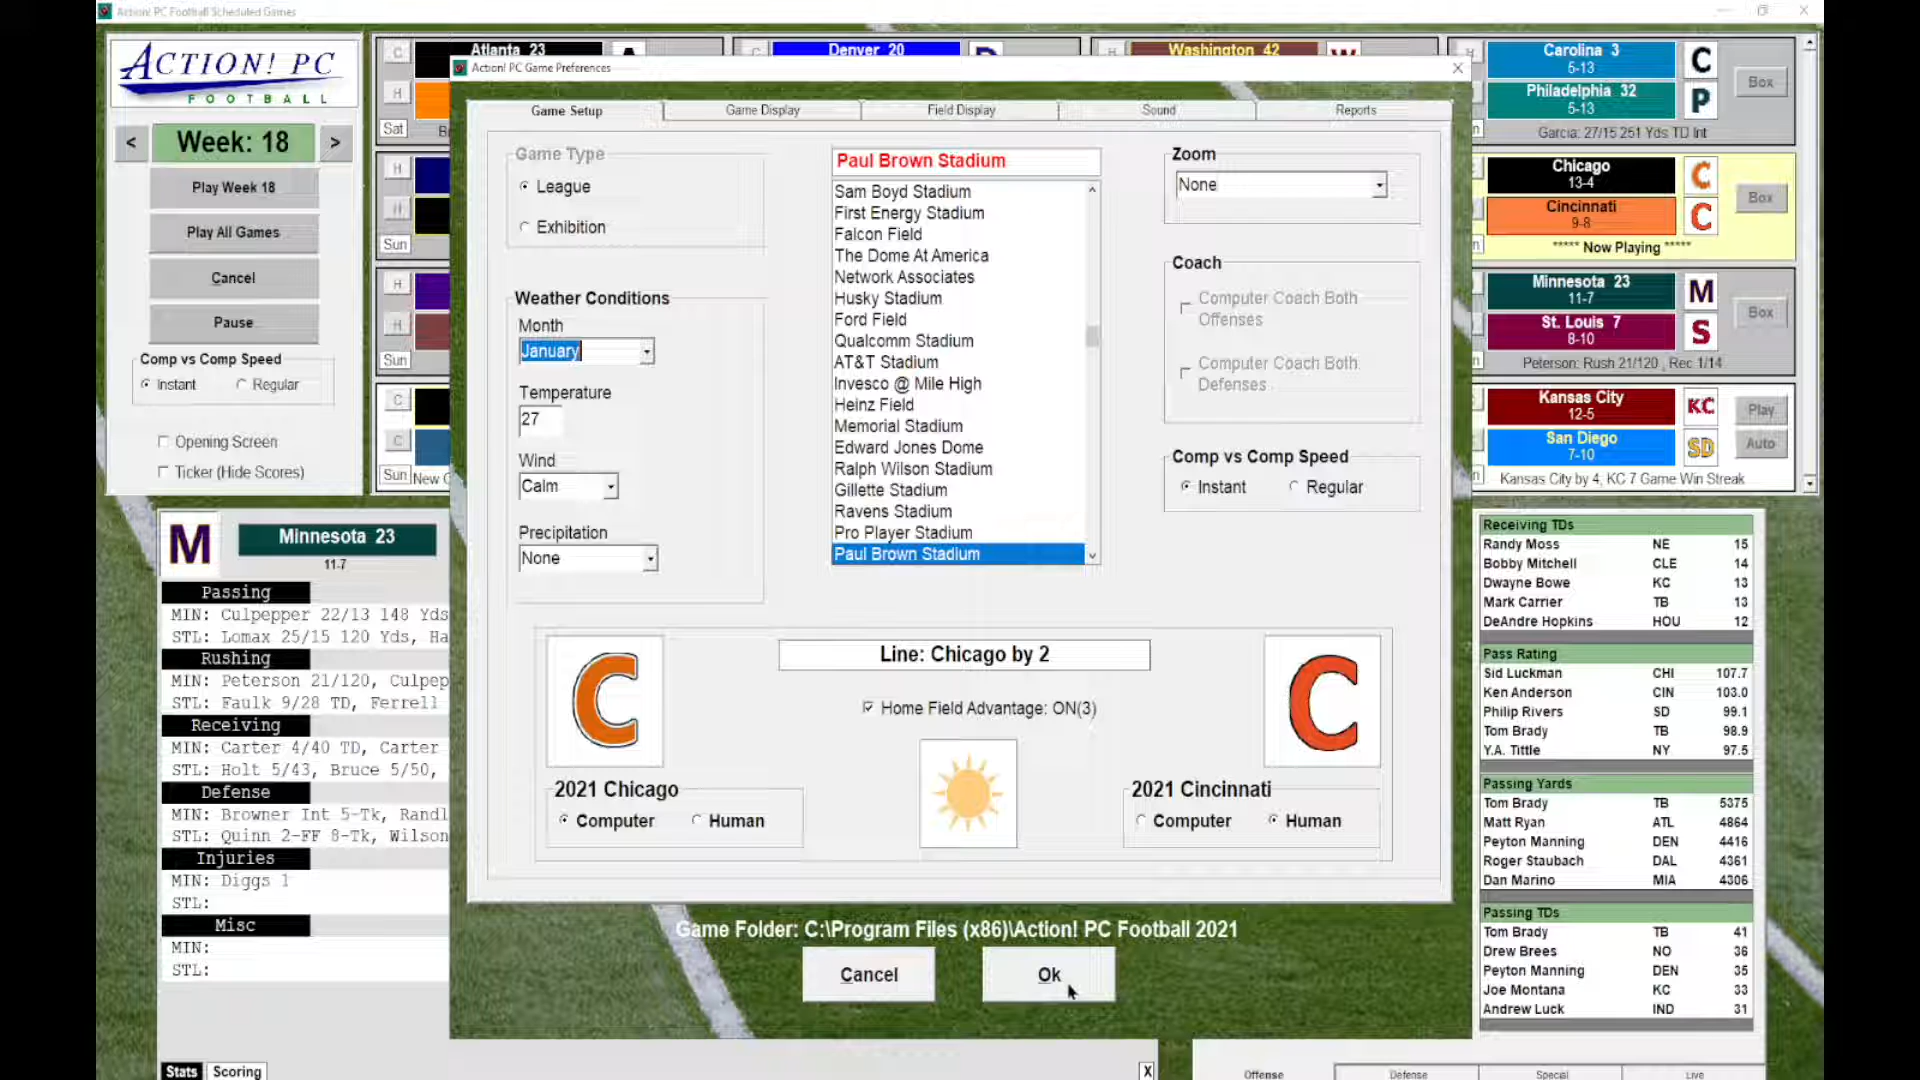 Action! PC Football Scheduled Games
ACTION! PC
FOOTBALL
< Week: 18 >
Play Week 18
Play All Games
Cancel
Pause
Comp vs Comp Speed
Instant Regular
Opening Screen
Ticker (Hide Scores)
C Atlanta 23
H
Sat
H
H
Sun
H
H
Sun
C
C
Sun New
C Denver 20
H Washington 42
H Carolina 3 C
5-13
Philadelphia 32 P
5-13
Box
Garcia: 27/15 251 Yds TD Int
Chicago C
13-4
Cincinnati C
9-8
Box
***** Now Playing *****
Minnesota 23 M
11-7
St. Louis 7 S
8-10
Box
Peterson: Rush 21/120, Rec 1/14
Kansas City KC
12-5
Play
San Diego SD
7-10
Auto
Kansas City by 4, KC 7 Game Win Streak
Action! PC Game Preferences
Game Setup Game Display Field Display Sound Reports
Game Type
League
Exhibition
Weather Conditions
Month
January
Temperature
27
Wind
Calm
Precipitation
None
Paul Brown Stadium
Sam Boyd Stadium
First Energy Stadium
Falcon Field
The Dome At America
Network Associates
Husky Stadium
Ford Field
Qualcomm Stadium
AT&T Stadium
Invesco @ Mile High
Heinz Field
Memorial Stadium
Edward Jones Dome
Ralph Wilson Stadium
Gillette Stadium
Ravens Stadium
Pro Player Stadium
Paul Brown Stadium
Zoom
None
Coach
Computer Coach Both
Offenses
Computer Coach Both
Defenses
Comp vs Comp Speed
Instant Regular
C
Line: Chicago by 2
Home Field Advantage: ON(3)
C
2021 Chicago
Computer Human
2021 Cincinnati
Computer Human
Game Folder: C:\Program Files (x86)\Action! PC Football 2021
Cancel
Ok
M Minnesota 23
11-7
Passing
MIN: Culpepper 22/13 148 Yds
STL: Lomax 25/15 120 Yds, Ha
Rushing
MIN: Peterson 21/120, Culpep
STL: Faulk 9/28 TD, Ferrell
Receiving
MIN: Carter 4/40 TD, Carter
STL: Holt 5/43, Bruce 5/50,
Defense
MIN: Browner Int 5-Tk, Randl
STL: Quinn 2-FF 8-Tk, Wilson
Injuries
MIN: Diggs 1
STL:
Misc
MIN:
STL:
Stats Scoring X
Receiving TDs
Randy Moss NE 15
Bobby Mitchell CLE 14
Dwayne Bowe KC 13
Mark Carrier TB 13
DeAndre Hopkins HOU 12
Pass Rating
Sid Luckman CHI 107.7
Ken Anderson CIN 103.0
Philip Rivers SD 99.1
Tom Brady TB 98.9
Y.A. Tittle NY 97.5
Passing Yards
Tom Brady TB 5375
Matt Ryan ATL 4864
Peyton Manning DEN 4416
Roger Staubach DAL 4361
Dan Marino MIA 4306
Passing TDs
Tom Brady TB 41
Drew Brees NO 36
Peyton Manning DEN 35
Joe Montana KC 33
Andrew Luck IND 31
Offense Defense Special Live